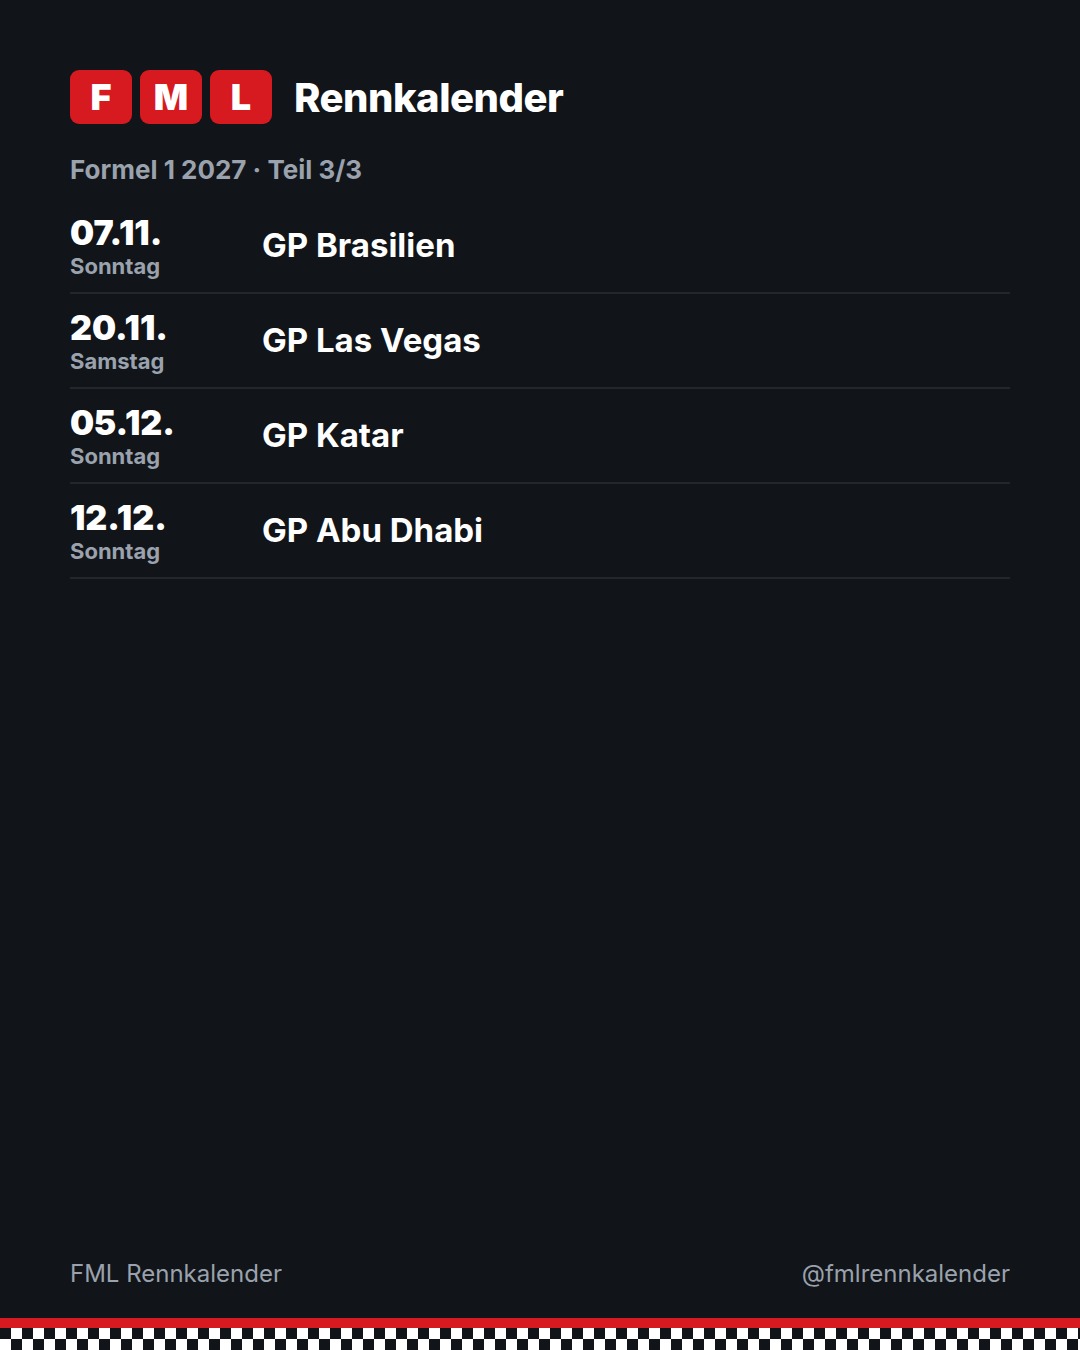 F M L Rennkalender
Formel 1 2027 · Teil 3/3
07.11.
Sonntag
GP Brasilien
20.11.
Samstag
GP Las Vegas
05.12.
Sonntag
GP Katar
12.12.
Sonntag
GP Abu Dhabi
FML Rennkalender
@fmlrennkalender